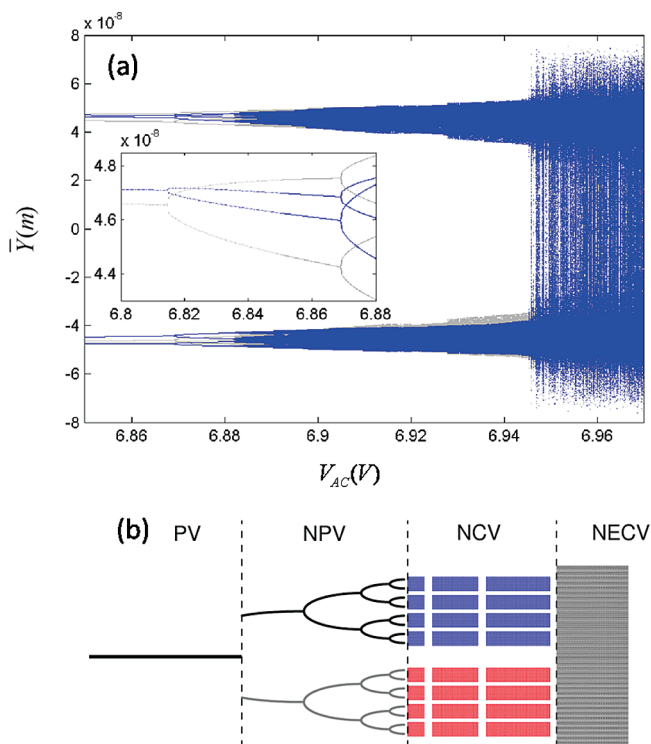 x 10⁻⁸
(a)
8
6
4
2
0
-2
-4
-6
-8
Y̅(m)
x 10⁻⁸
4.8
4.6
4.4
6.8
6.82
6.84
6.86
6.88
6.86
6.88
6.9
6.92
6.94
6.96
V_AC(V)
(b)
PV
NPV
NCV
NECV